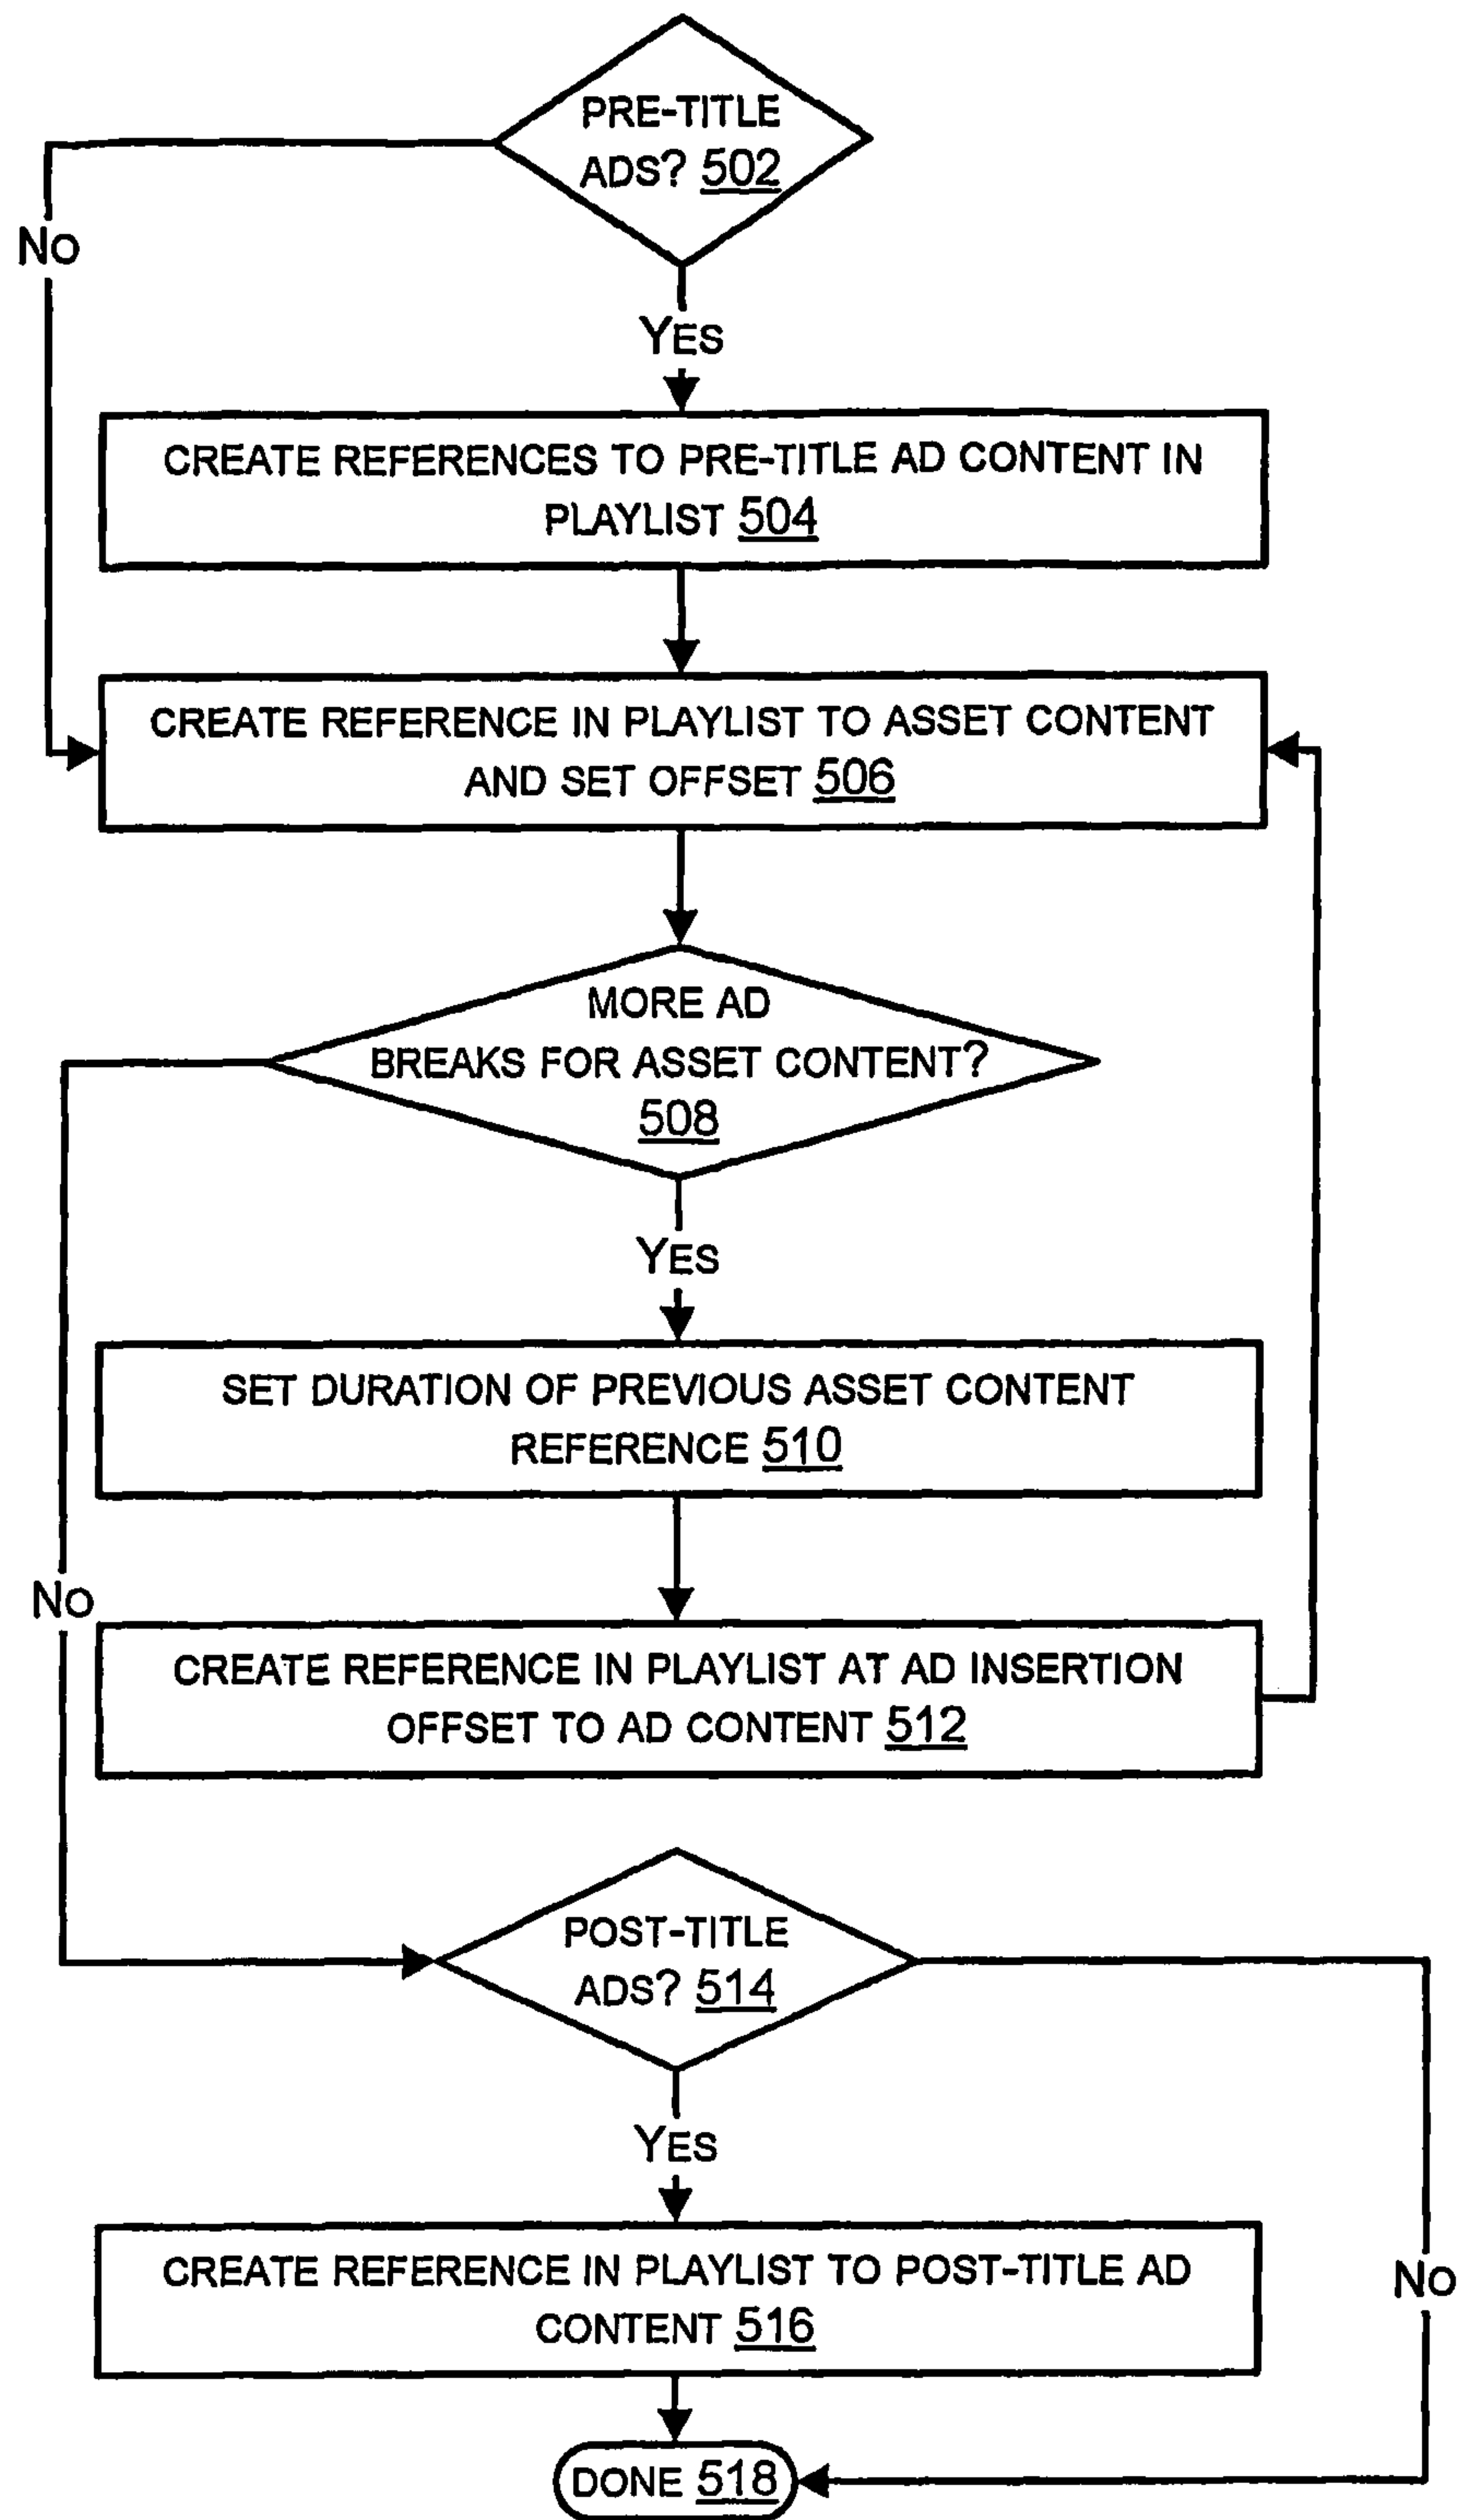 PRE-TITLE
ADS? 502
NO
YES
CREATE REFERENCES TO PRE-TITLE AD CONTENT IN
PLAYLIST 504
CREATE REFERENCE IN PLAYLIST TO ASSET CONTENT
AND SET OFFSET 506
MORE AD
BREAKS FOR ASSET CONTENT?
508
YES
SET DURATION OF PREVIOUS ASSET CONTENT
REFERENCE 510
NO
CREATE REFERENCE IN PLAYLIST AT AD INSERTION
OFFSET TO AD CONTENT 512
POST-TITLE
ADS? 514
YES
CREATE REFERENCE IN PLAYLIST TO POST-TITLE AD
CONTENT 516
NO
DONE 518